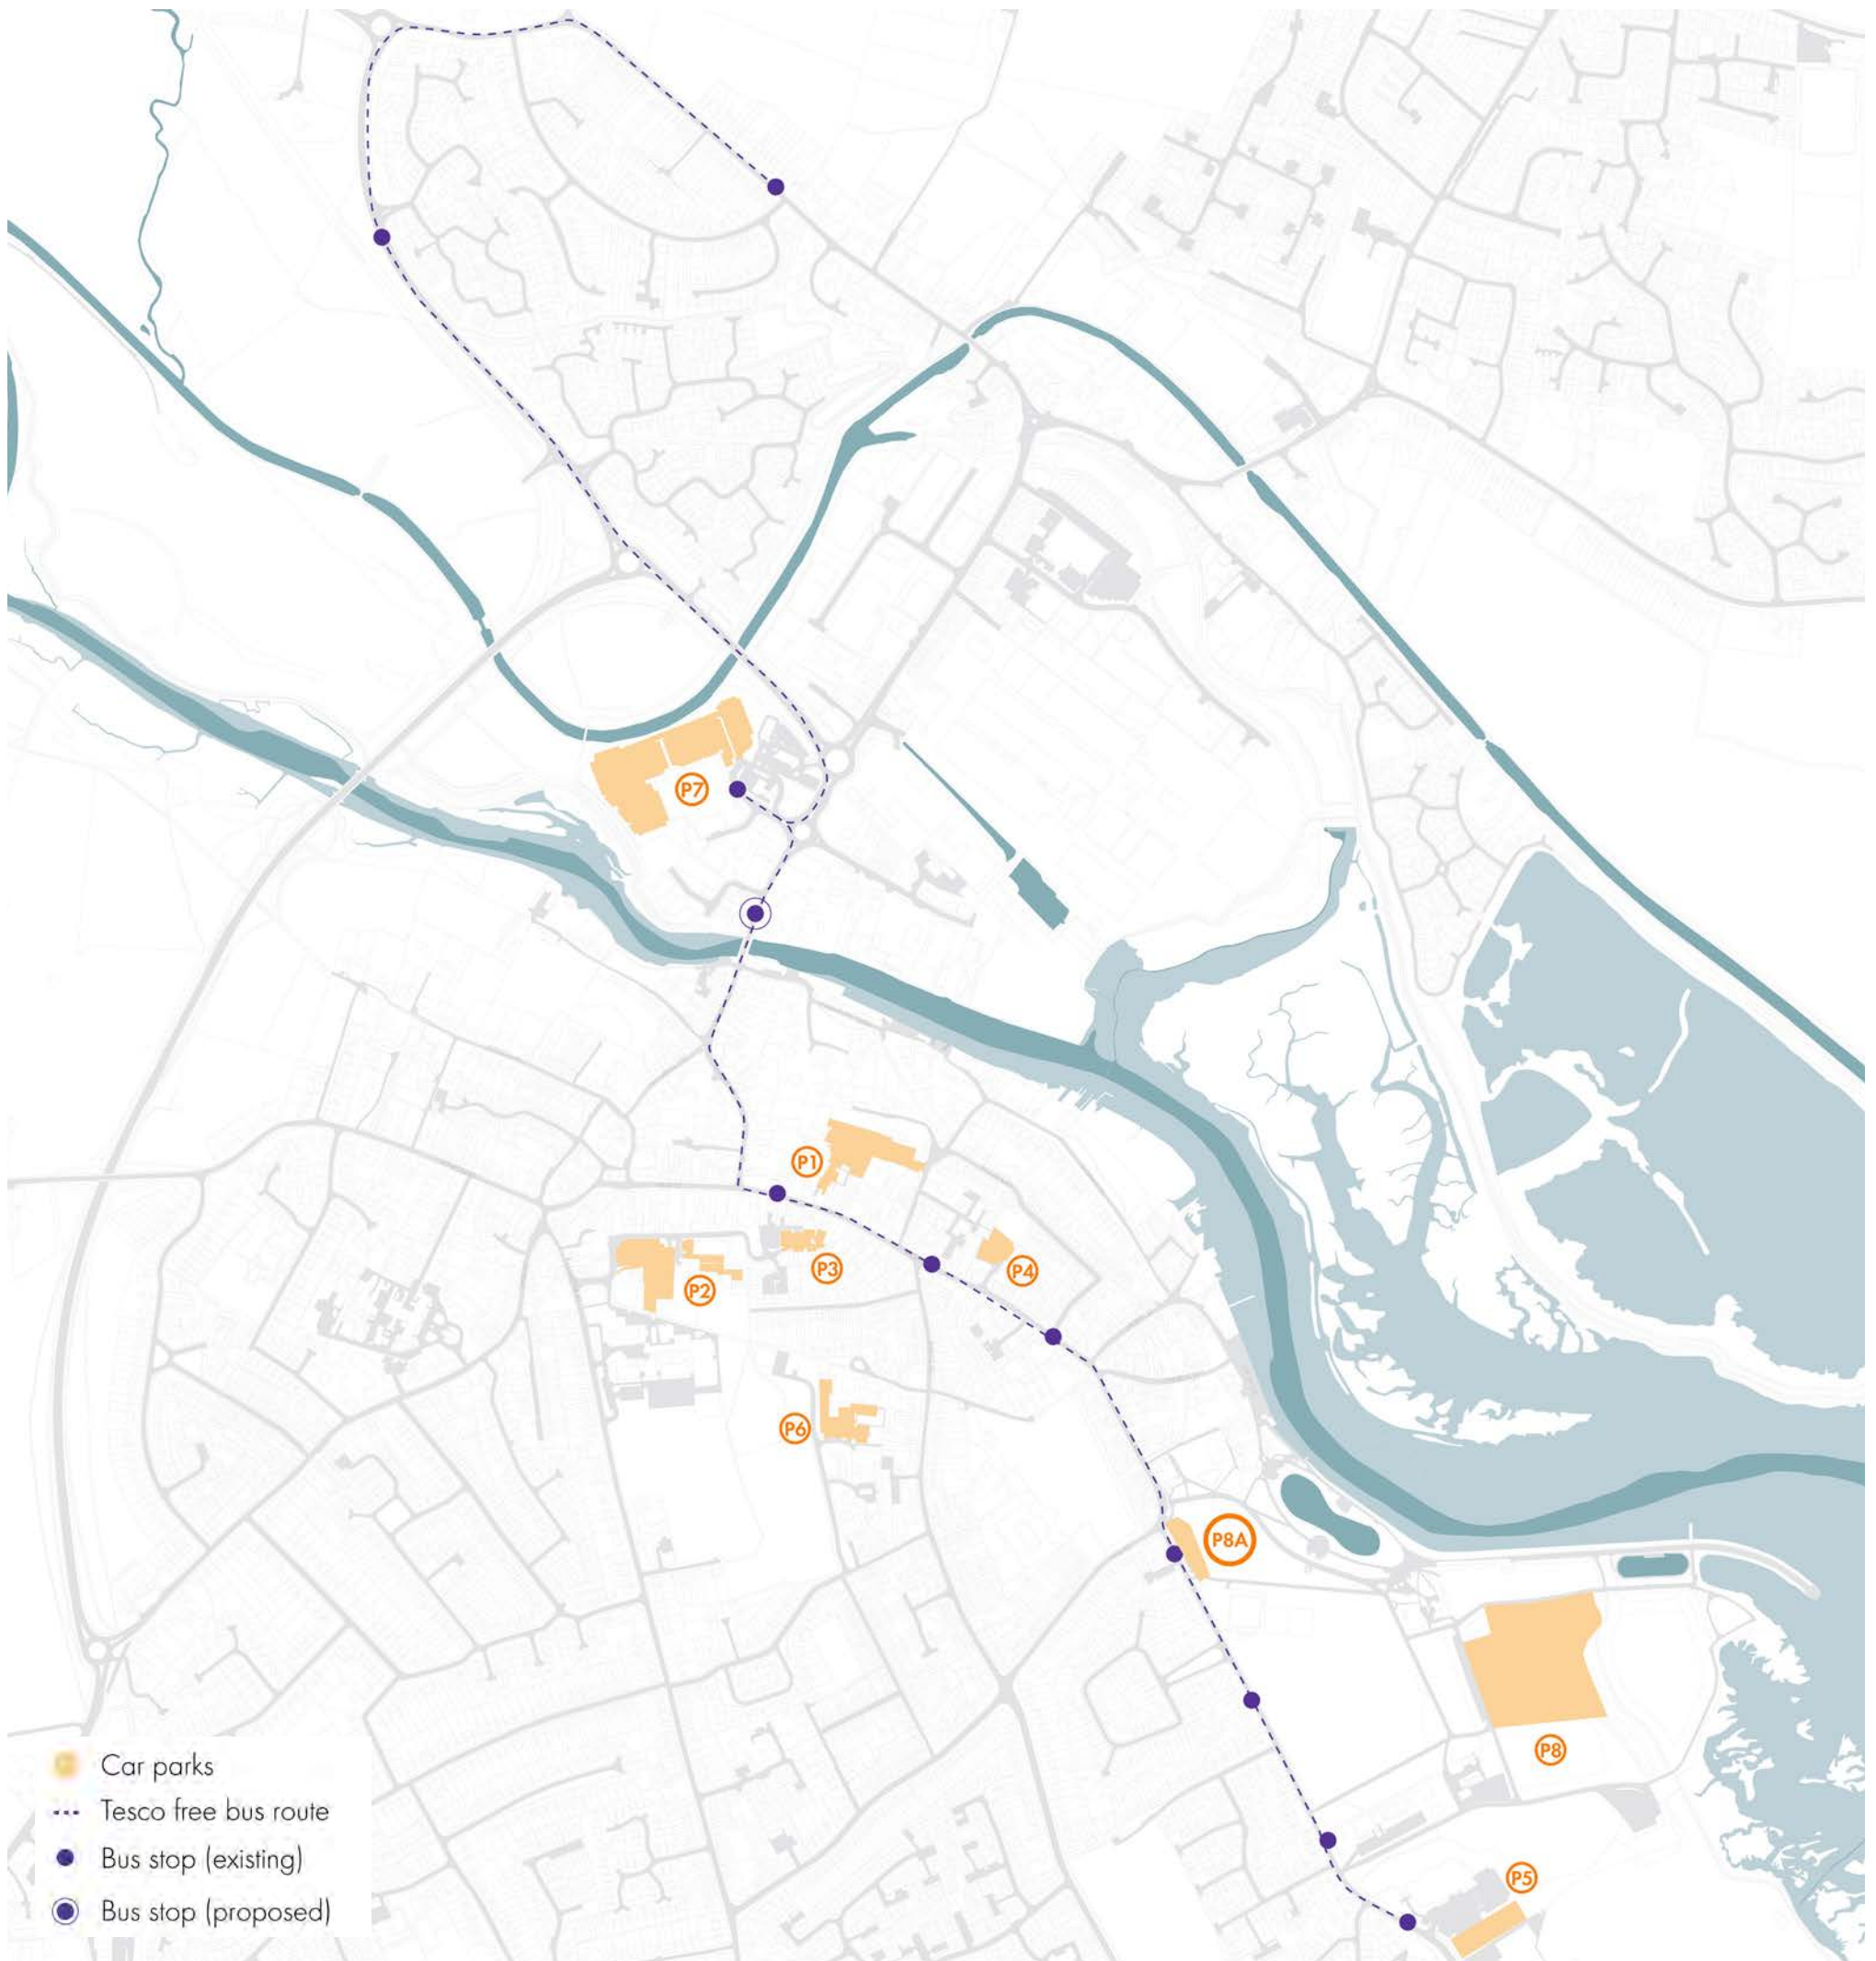 P7
P1
P3
P4
P2
P6
P8A
P8
P5
Car parks
Tesco free bus route
Bus stop (existing)
Bus stop (proposed)